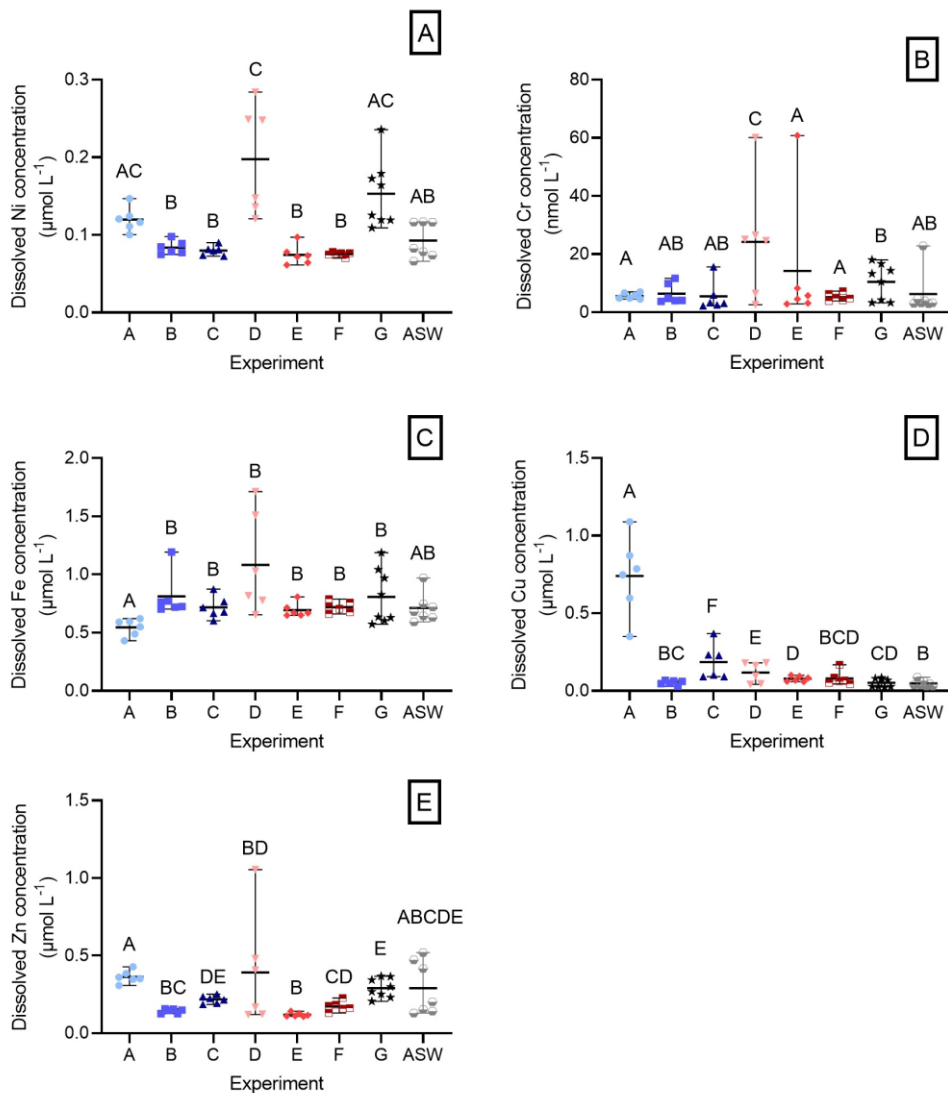 A
Dissolved Ni concentration
(µmol L⁻¹)
0.3
0.2
0.1
0.0
AC B B C B B AC AB
A B C D E F G ASW
Experiment
B
Dissolved Cr concentration
(nmol L⁻¹)
80
60
40
20
0
A AB AB C A A B AB
A B C D E F G ASW
Experiment
C
Dissolved Fe concentration
(µmol L⁻¹)
2.0
1.5
1.0
0.5
0.0
A B B B B B B AB
A B C D E F G ASW
Experiment
D
Dissolved Cu concentration
(µmol L⁻¹)
1.5
1.0
0.5
0.0
A BC F E D BCD CD B
A B C D E F G ASW
Experiment
E
Dissolved Zn concentration
(µmol L⁻¹)
1.5
1.0
0.5
0.0
A BC DE BD B CD E ABCDE
A B C D E F G ASW
Experiment